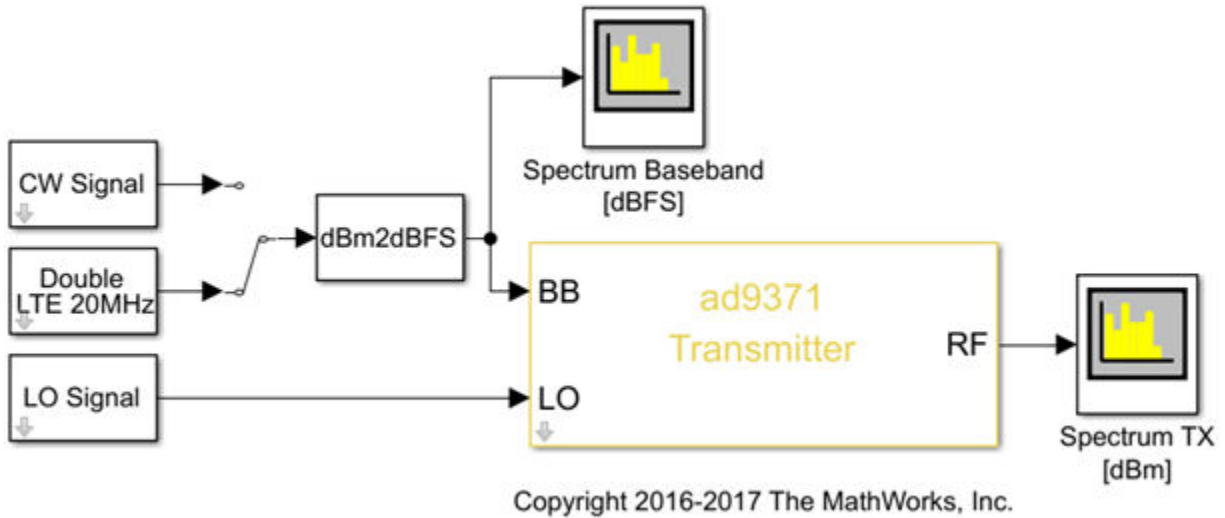 Spectrum Baseband
[dBFS]
CW Signal
dBm2dBFS
Double
LTE 20MHz
LO Signal
BB
LO
ad9371
Transmitter
RF
Spectrum TX
[dBm]
Copyright 2016-2017 The MathWorks, Inc.